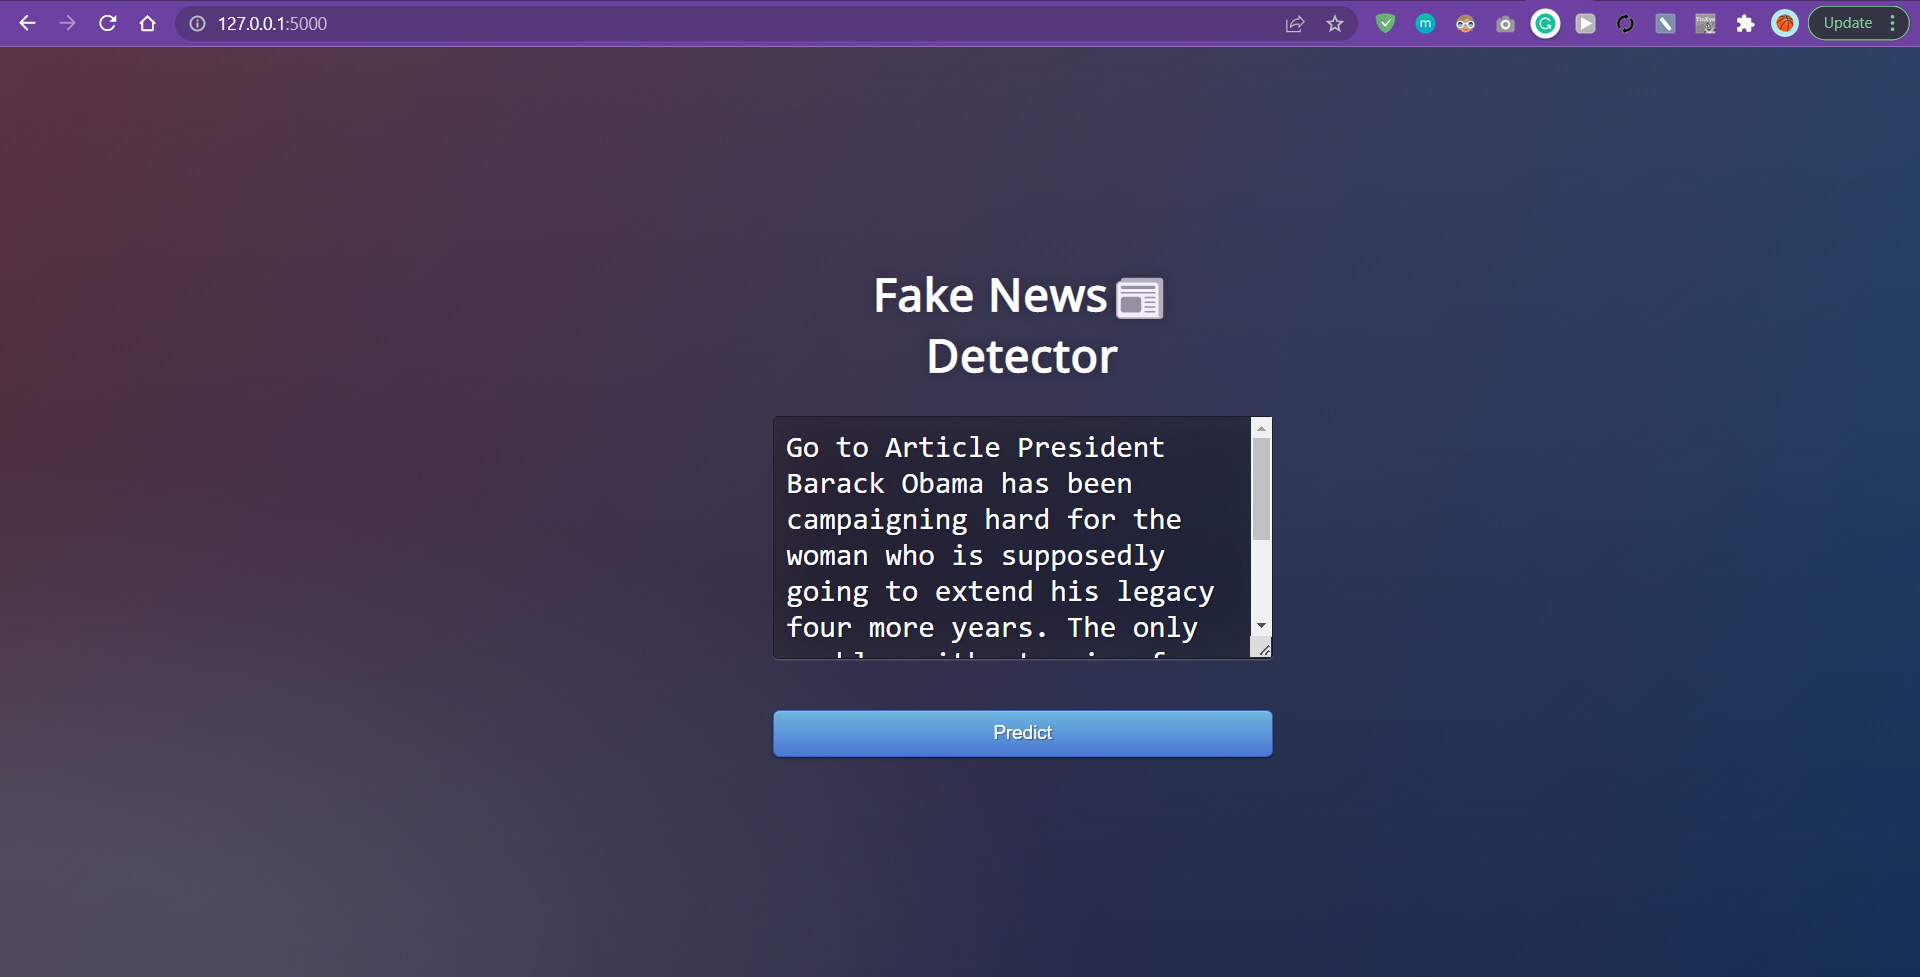 127.0.0.1:5000
Update
Fake News
Detector
Go to Article President
Barack Obama has been
campaigning hard for the
woman who is supposedly
going to extend his legacy
four more years. The only
Predict